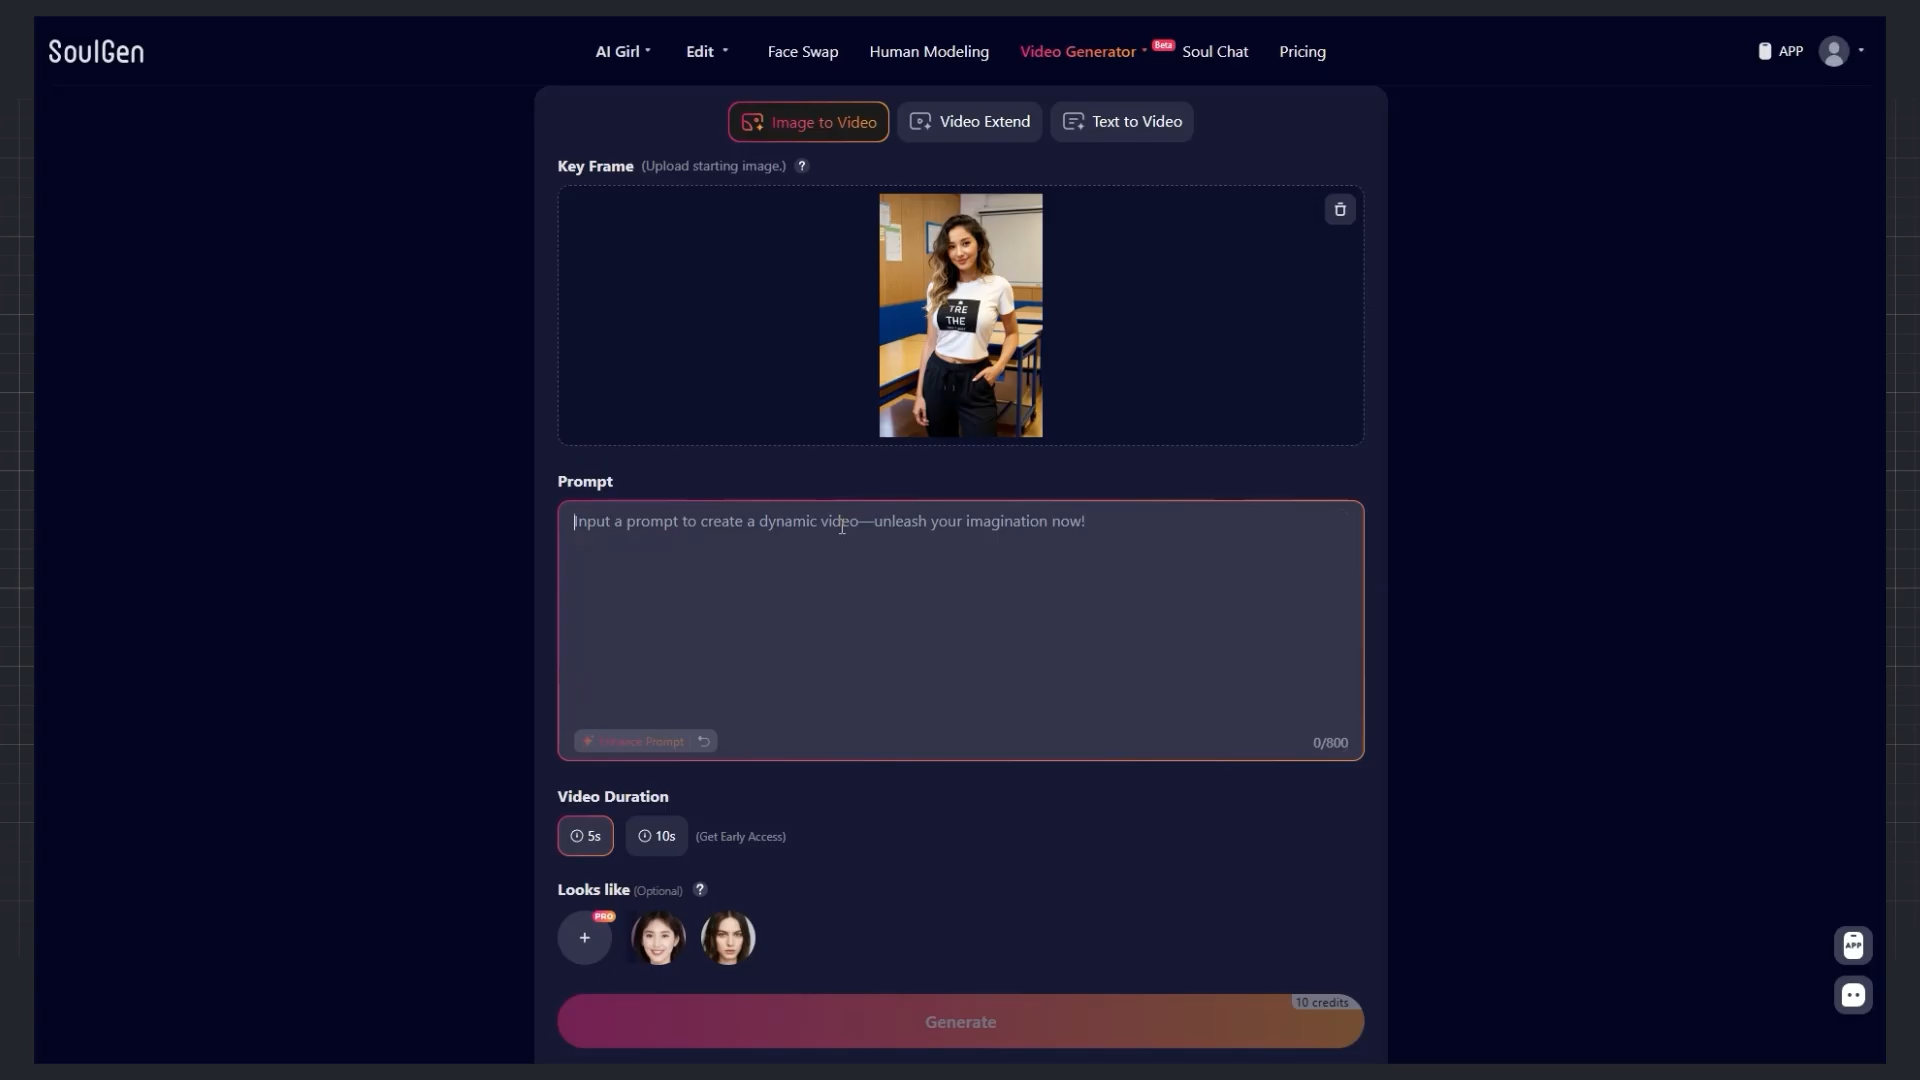 SoulGen
AI Girl
Edit
Face Swap
Human Modeling
Video Generator
Beta
Soul Chat
Pricing
APP
Image to Video
Video Extend
Text to Video
Key Frame (Upload starting image.) ?
TRE
THE
Prompt
Input a prompt to create a dynamic video—unleash your imagination now!
Enhance Prompt
0/800
Video Duration
5s
10s
(Get Early Access)
Looks like (Optional) ?
PRO
+
APP
10 credits
Generate